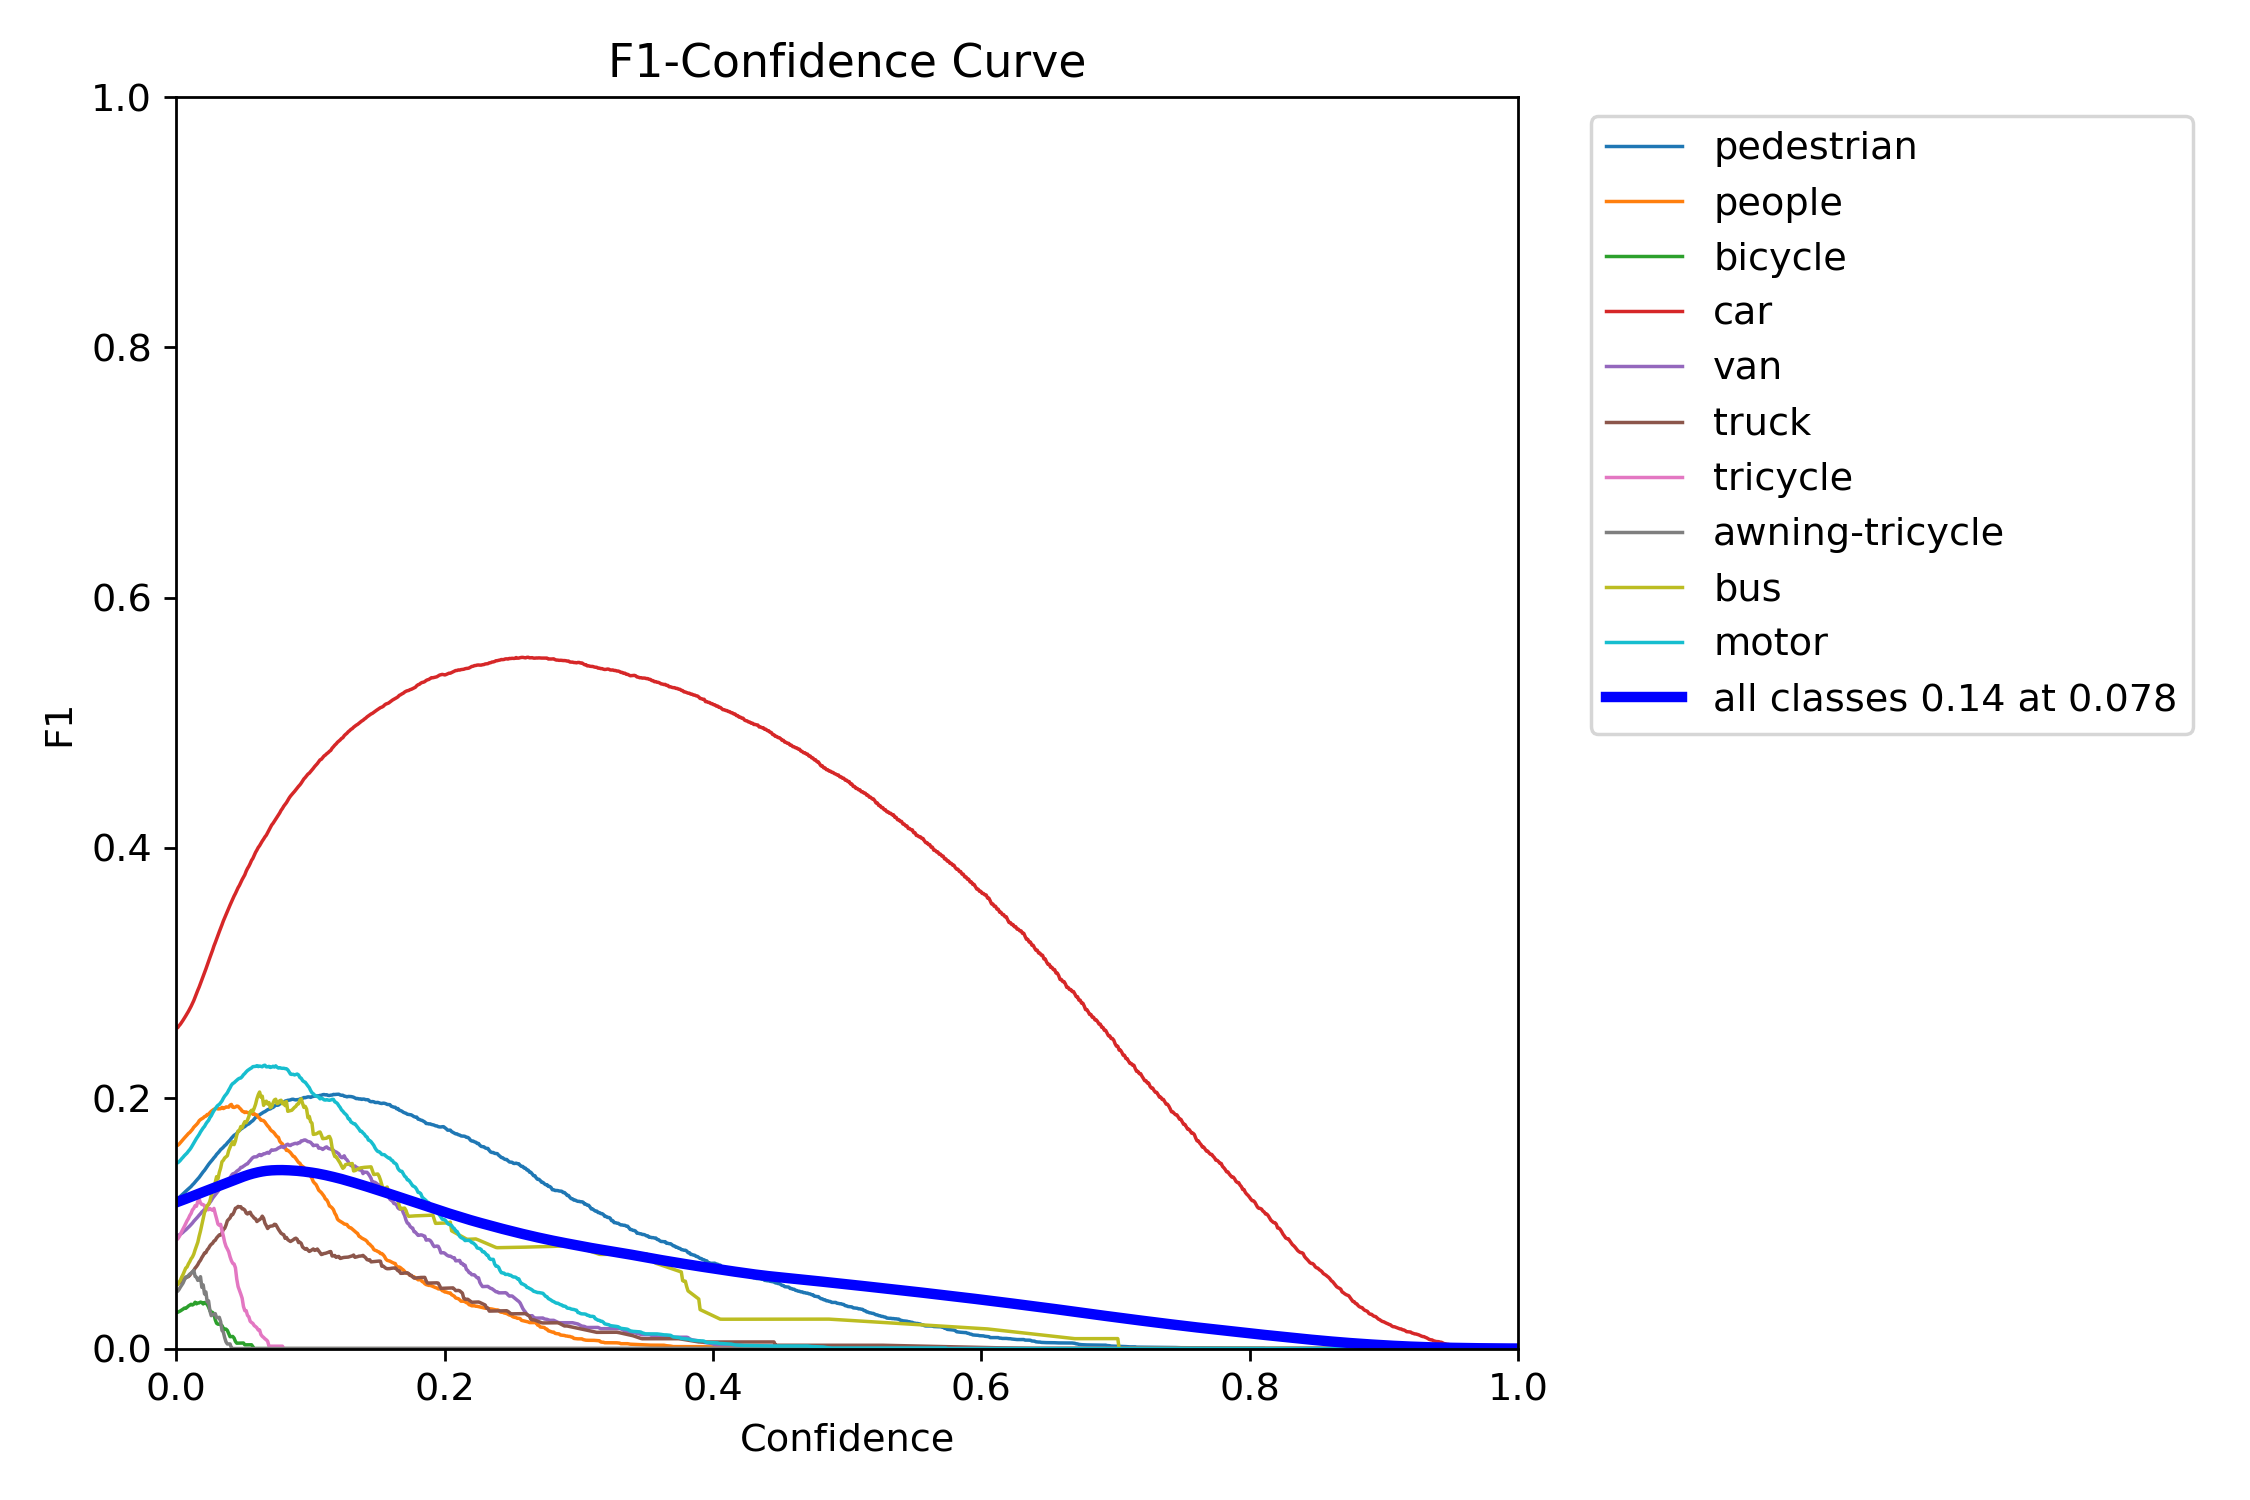 F1-Confidence Curve
1.0
0.8
0.6
0.4
0.2
0.0
F1
0.0 0.2 0.4 0.6 0.8 1.0
Confidence
pedestrian
people
bicycle
car
van
truck
tricycle
awning-tricycle
bus
motor
all classes 0.14 at 0.078